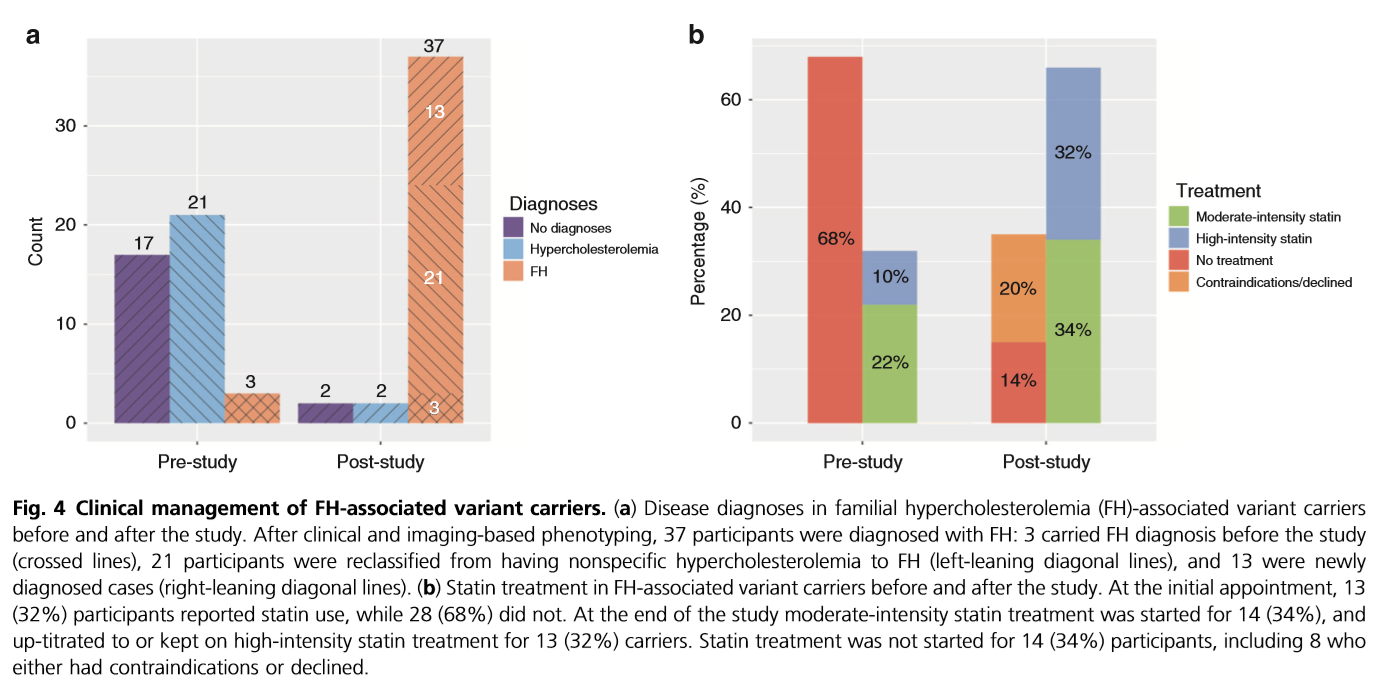 a
37
13
30
Diagnoses
21
20
17
No diagnoses
Hypercholesterolemia
FH
Count
21
10
3
2
2
3
0
Pre-study
Post-study
b
60
32%
Treatment
Moderate-intensity statin
High-intensity statin
No treatment
Contraindications/declined
Percentage (%)
40
68%
10%
20%
34%
20
22%
14%
0
Pre-study
Post-study
Fig. 4 Clinical management of FH-associated variant carriers. (a) Disease diagnoses in familial hypercholesterolemia (FH)-associated variant carriers
before and after the study. After clinical and imaging-based phenotyping, 37 participants were diagnosed with FH: 3 carried FH diagnosis before the study
(crossed lines), 21 participants were reclassified from having nonspecific hypercholesterolemia to FH (left-leaning diagonal lines), and 13 were newly
diagnosed cases (right-leaning diagonal lines). (b) Statin treatment in FH-associated variant carriers before and after the study. At the initial appointment, 13
(32%) participants reported statin use, while 28 (68%) did not. At the end of the study moderate-intensity statin treatment was started for 14 (34%), and
up-titrated to or kept on high-intensity statin treatment for 13 (32%) carriers. Statin treatment was not started for 14 (34%) participants, including 8 who
either had contraindications or declined.